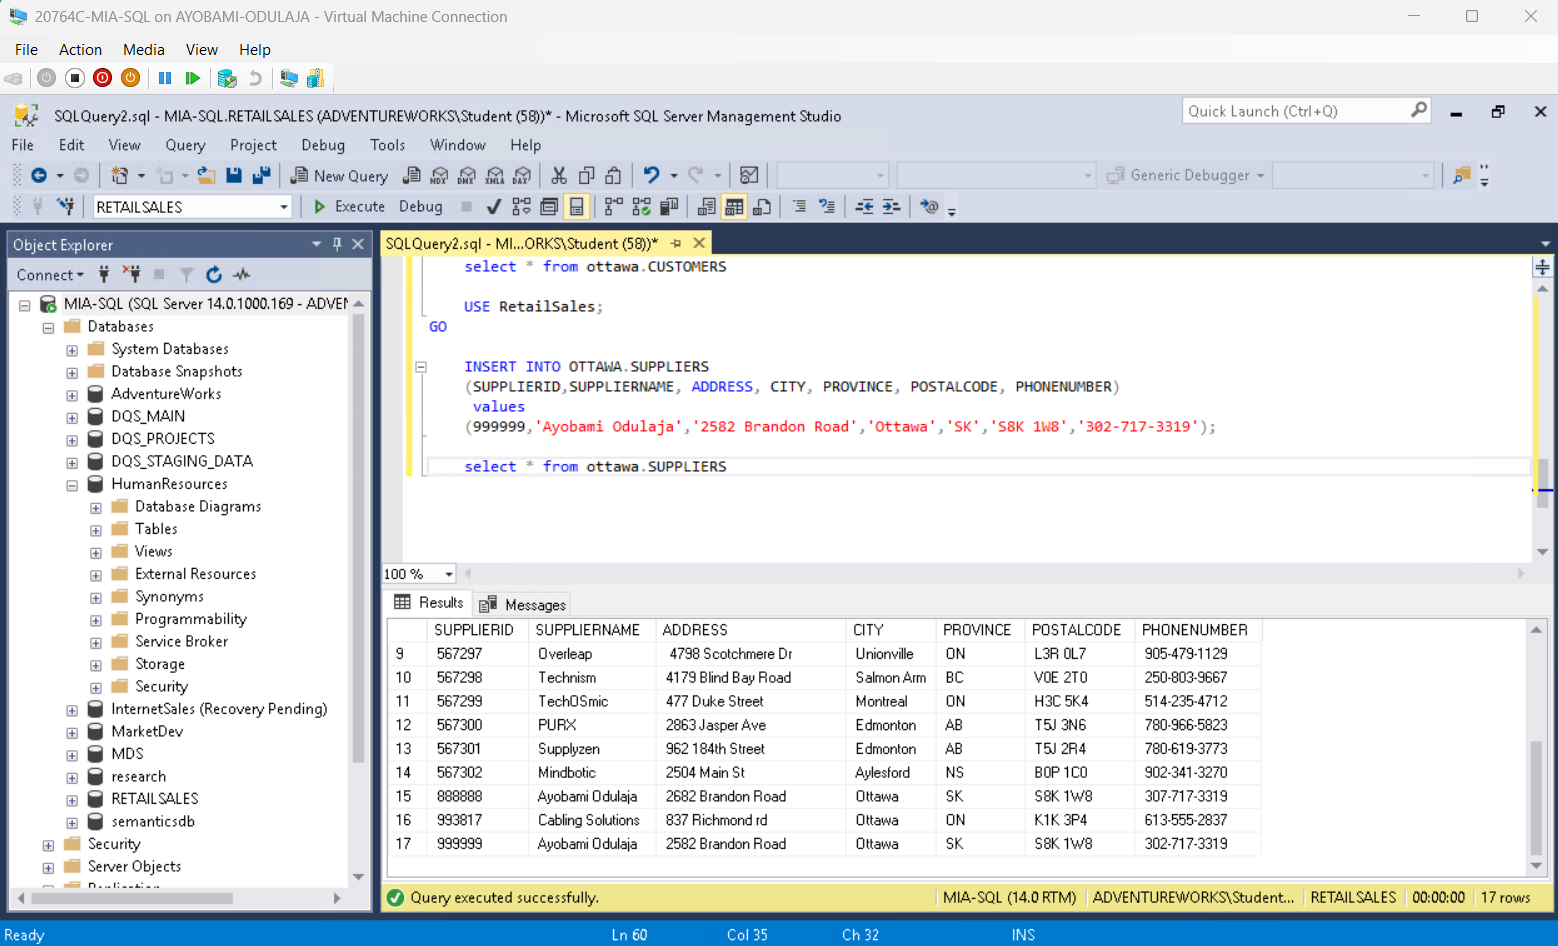 20764C-MIA-SQL on AYOBAMI-ODULAJA - Virtual Machine Connection
File Action Media View Help
SQLQuery2.sql - MIA-SQL.RETAILSALES (ADVENTUREWORKS\Student (58))* - Microsoft SQL Server Management Studio
Quick Launch (Ctrl+Q)
File Edit View Query Project Debug Tools Window Help
New Query MDX DMX XMLA DAX Generic Debugger
RETAILSALES Execute Debug
Object Explorer
Connect
MIA-SQL (SQL Server 14.0.1000.169 - ADVEN
Databases
System Databases
Database Snapshots
AdventureWorks
DQS_MAIN
DQS_PROJECTS
DQS_STAGING_DATA
HumanResources
Database Diagrams
Tables
Views
External Resources
Synonyms
Programmability
Service Broker
Storage
Security
InternetSales (Recovery Pending)
MarketDev
MDS
research
RETAILSALES
semanticsdb
Security
Server Objects
Replication
SQLQuery2.sql - MI...ORKS\Student (58))*
select * from ottawa.CUSTOMERS
USE RetailSales;
GO
INSERT INTO OTTAWA.SUPPLIERS
(SUPPLIERID,SUPPLIERNAME, ADDRESS, CITY, PROVINCE, POSTALCODE, PHONENUMBER)
values
(999999,'Ayobami Odulaja','2582 Brandon Road','Ottawa','SK','S8K 1W8','302-717-3319');
select * from ottawa.SUPPLIERS
100 %
Results Messages
SUPPLIERID SUPPLIERNAME ADDRESS CITY PROVINCE POSTALCODE PHONENUMBER
9 567297 Overleap 4798 Scotchmere Dr Unionville ON L3R 0L7 905-479-1129
10 567298 Technism 4179 Blind Bay Road Salmon Arm BC V0E 2T0 250-803-9667
11 567299 TechOSmic 477 Duke Street Montreal ON H3C 5K4 514-235-4712
12 567300 PURX 2863 Jasper Ave Edmonton AB T5J 3N6 780-966-5823
13 567301 Supplyzen 962 184th Street Edmonton AB T5J 2R4 780-619-3773
14 567302 Mindbotic 2504 Main St Aylesford NS B0P 1C0 902-341-3270
15 888888 Ayobami Odulaja 2682 Brandon Road Ottawa SK S8K 1W8 307-717-3319
16 993817 Cabling Solutions 837 Richmond rd Ottawa ON K1K 3P4 613-555-2837
17 999999 Ayobami Odulaja 2582 Brandon Road Ottawa SK S8K 1W8 302-717-3319
Query executed successfully. MIA-SQL (14.0 RTM) ADVENTUREWORKS\Student... RETAILSALES 00:00:00 17 rows
Ready Ln 60 Col 35 Ch 32 INS